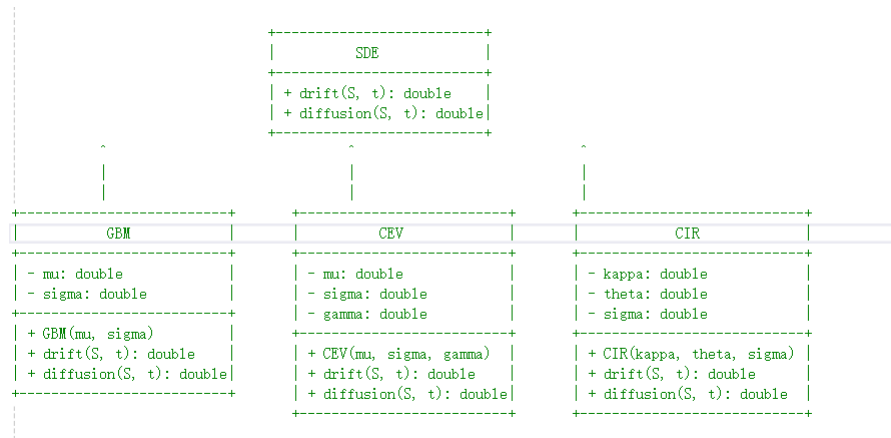 SDE
+ drift(S, t): double
+ diffusion(S, t): double
GBM
- mu: double
- sigma: double
+ GBM(mu, sigma)
+ drift(S, t): double
+ diffusion(S, t): double
CEV
- mu: double
- sigma: double
- gamma: double
+ CEV(mu, sigma, gamma)
+ drift(S, t): double
+ diffusion(S, t): double
CIR
- kappa: double
- theta: double
- sigma: double
+ CIR(kappa, theta, sigma)
+ drift(S, t): double
+ diffusion(S, t): double